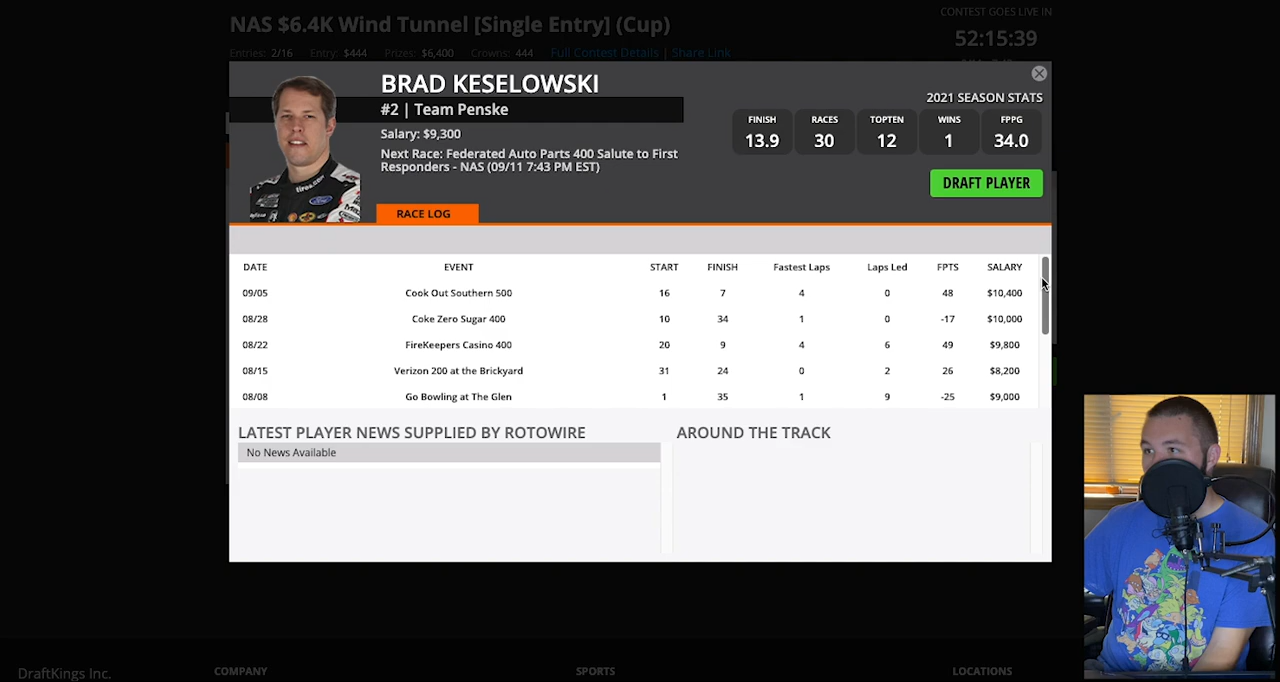 NAS $6.4K Wind Tunnel [Single Entry] (Cup)
CONTEST GOES LIVE IN
52:15:39
Entries: 2/16 Entry: $444 Prizes: $6,400 Crowns: 444 Full Contest Details | Share Link
BRAD KESELOWSKI
#2 | Team Penske
Salary: $9,300
Next Race: Federated Auto Parts 400 Salute to First
Responders - NAS (09/11 7:43 PM EST)
2021 SEASON STATS
FINISH RACES TOPTEN WINS FPPG
13.9 30 12 1 34.0
DRAFT PLAYER
RACE LOG
DATE EVENT START FINISH Fastest Laps Laps Led FPTS SALARY
09/05 Cook Out Southern 500 16 7 4 0 48 $10,400
08/28 Coke Zero Sugar 400 10 34 1 0 -17 $10,000
08/22 FireKeepers Casino 400 20 9 4 6 49 $9,800
08/15 Verizon 200 at the Brickyard 31 24 0 2 26 $8,200
08/08 Go Bowling at The Glen 1 35 1 9 -25 $9,000
LATEST PLAYER NEWS SUPPLIED BY ROTOWIRE
No News Available
AROUND THE TRACK
DraftKings Inc. COMPANY SPORTS LOCATIONS